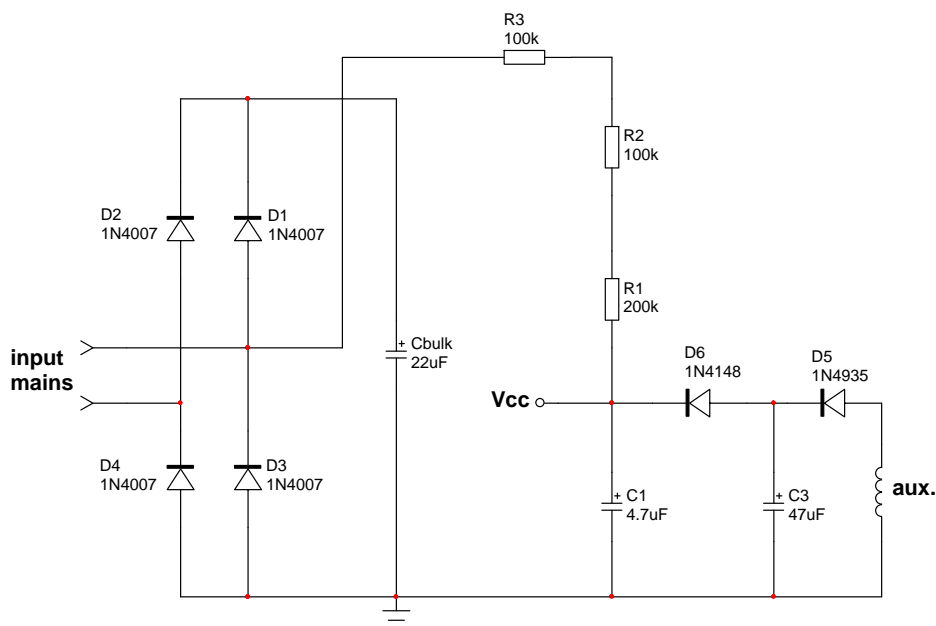 R3
100k
R2
100k
D2
1N4007
D1
1N4007
R1
200k
input
mains
Cbulk
22uF
D6
1N4148
D5
1N4935
Vcc
D4
1N4007
D3
1N4007
C1
4.7uF
C3
47uF
aux.